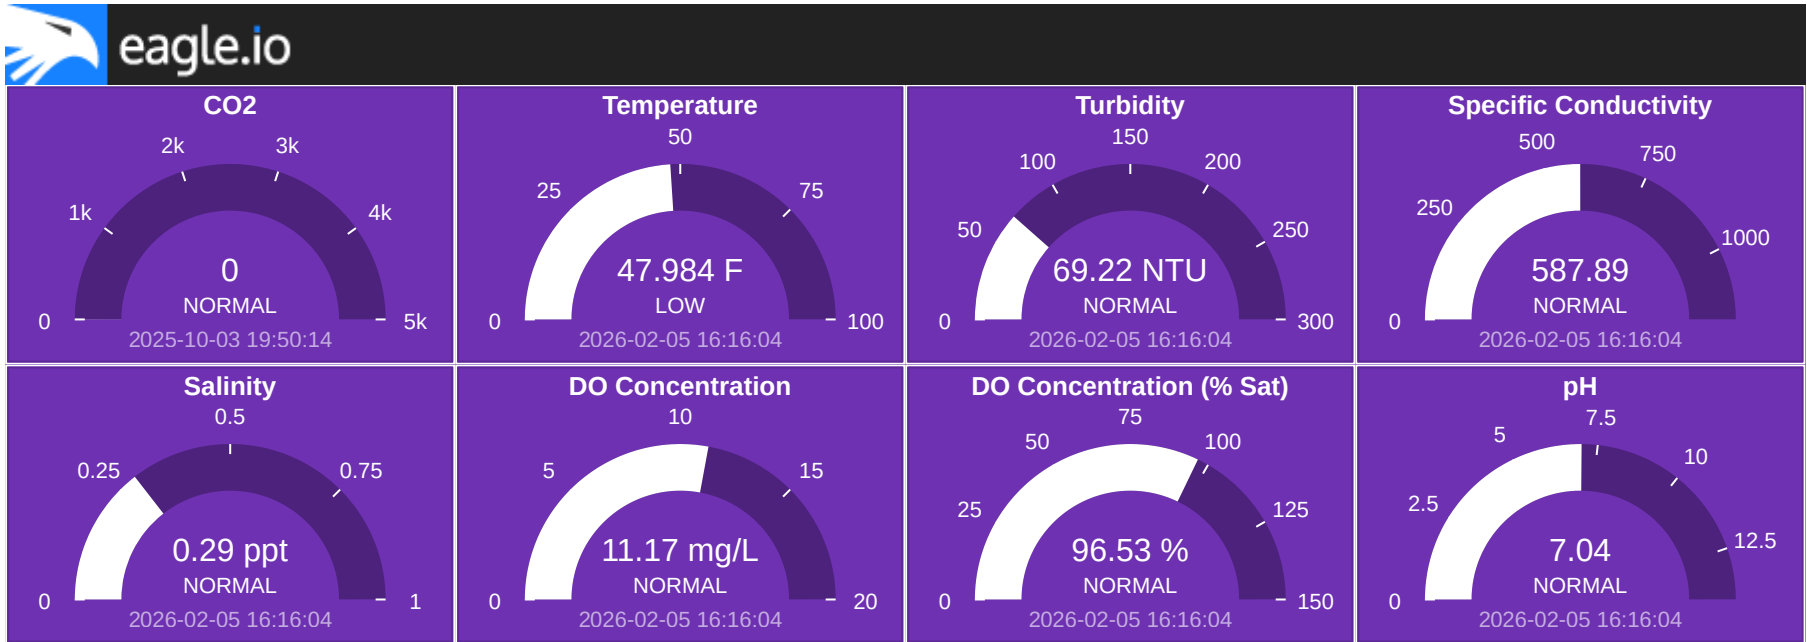 eagle.io
CO2
0
1k
2k
3k
4k
5k
0
NORMAL
2025-10-03 19:50:14
Temperature
0
25
50
75
100
47.984 F
LOW
2026-02-05 16:16:04
Turbidity
0
50
100
150
200
250
300
69.22 NTU
NORMAL
2026-02-05 16:16:04
Specific Conductivity
0
250
500
750
1000
587.89
NORMAL
2026-02-05 16:16:04
Salinity
0
0.25
0.5
0.75
1
0.29 ppt
NORMAL
2026-02-05 16:16:04
DO Concentration
0
5
10
15
20
11.17 mg/L
NORMAL
2026-02-05 16:16:04
DO Concentration (% Sat)
0
25
50
75
100
125
150
96.53 %
NORMAL
2026-02-05 16:16:04
pH
0
2.5
5
7.5
10
12.5
7.04
NORMAL
2026-02-05 16:16:04